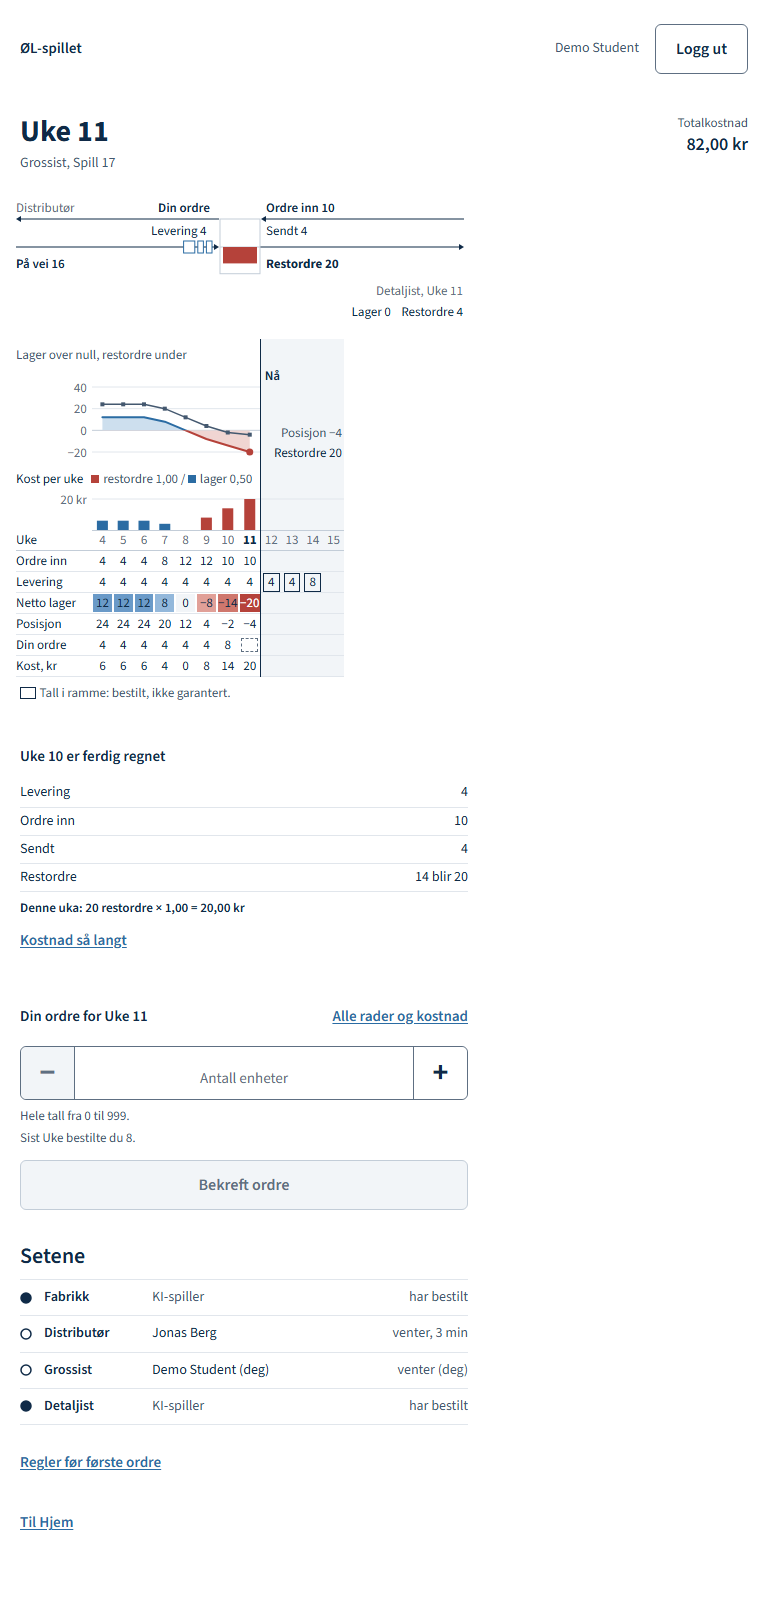 ØL-spillet
Demo Student
Logg ut
Uke 11
Grossist, Spill 17
Totalkostnad
82,00 kr
Distributør
Din ordre
Ordre inn 10
Levering 4
Sendt 4
På vei 16
Restordre 20
Detaljist, Uke 11
Lager 0 Restordre 4
Lager over null, restordre under
Nå
40
20
0
−20
Posisjon −4
Restordre 20
Kost per uke restordre 1,00 / lager 0,50
20 kr
Uke 4 5 6 7 8 9 10 11 12 13 14 15
Ordre inn 4 4 4 8 12 12 10 10
Levering 4 4 4 4 4 4 4 4 4 4 8
Netto lager 12 12 12 8 0 −8 −14 −20
Posisjon 24 24 24 20 12 4 −2 −4
Din ordre 4 4 4 4 4 4 8
Kost, kr 6 6 6 4 0 8 14 20
Tall i ramme: bestilt, ikke garantert.
Uke 10 er ferdig regnet
Levering 4
Ordre inn 10
Sendt 4
Restordre 14 blir 20
Denne uka: 20 restordre × 1,00 = 20,00 kr
Kostnad så langt
Din ordre for Uke 11
Alle rader og kostnad
− Antall enheter +
Hele tall fra 0 til 999.
Sist Uke bestilte du 8.
Bekreft ordre
Setene
Fabrikk KI-spiller har bestilt
Distributør Jonas Berg venter, 3 min
Grossist Demo Student (deg) venter (deg)
Detaljist KI-spiller har bestilt
Regler før første ordre
Til Hjem